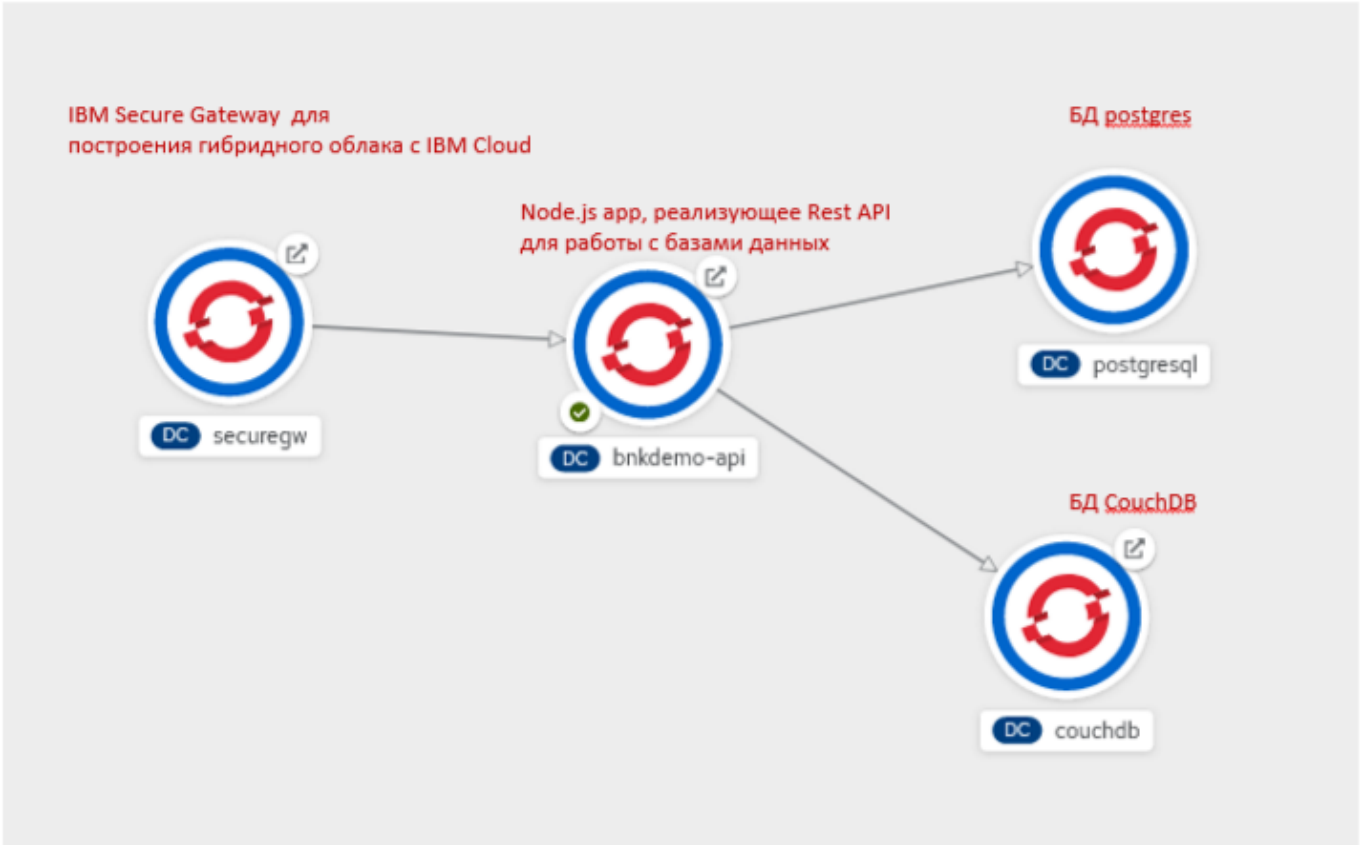 IBM Secure Gateway для
построения гибридного облака с IBM Cloud
БД postgres
Node.js app, реализующее Rest API
для работы с базами данных
DC postgresql
DC securegw
DC bnkdemo-api
БД CouchDB
DC couchdb